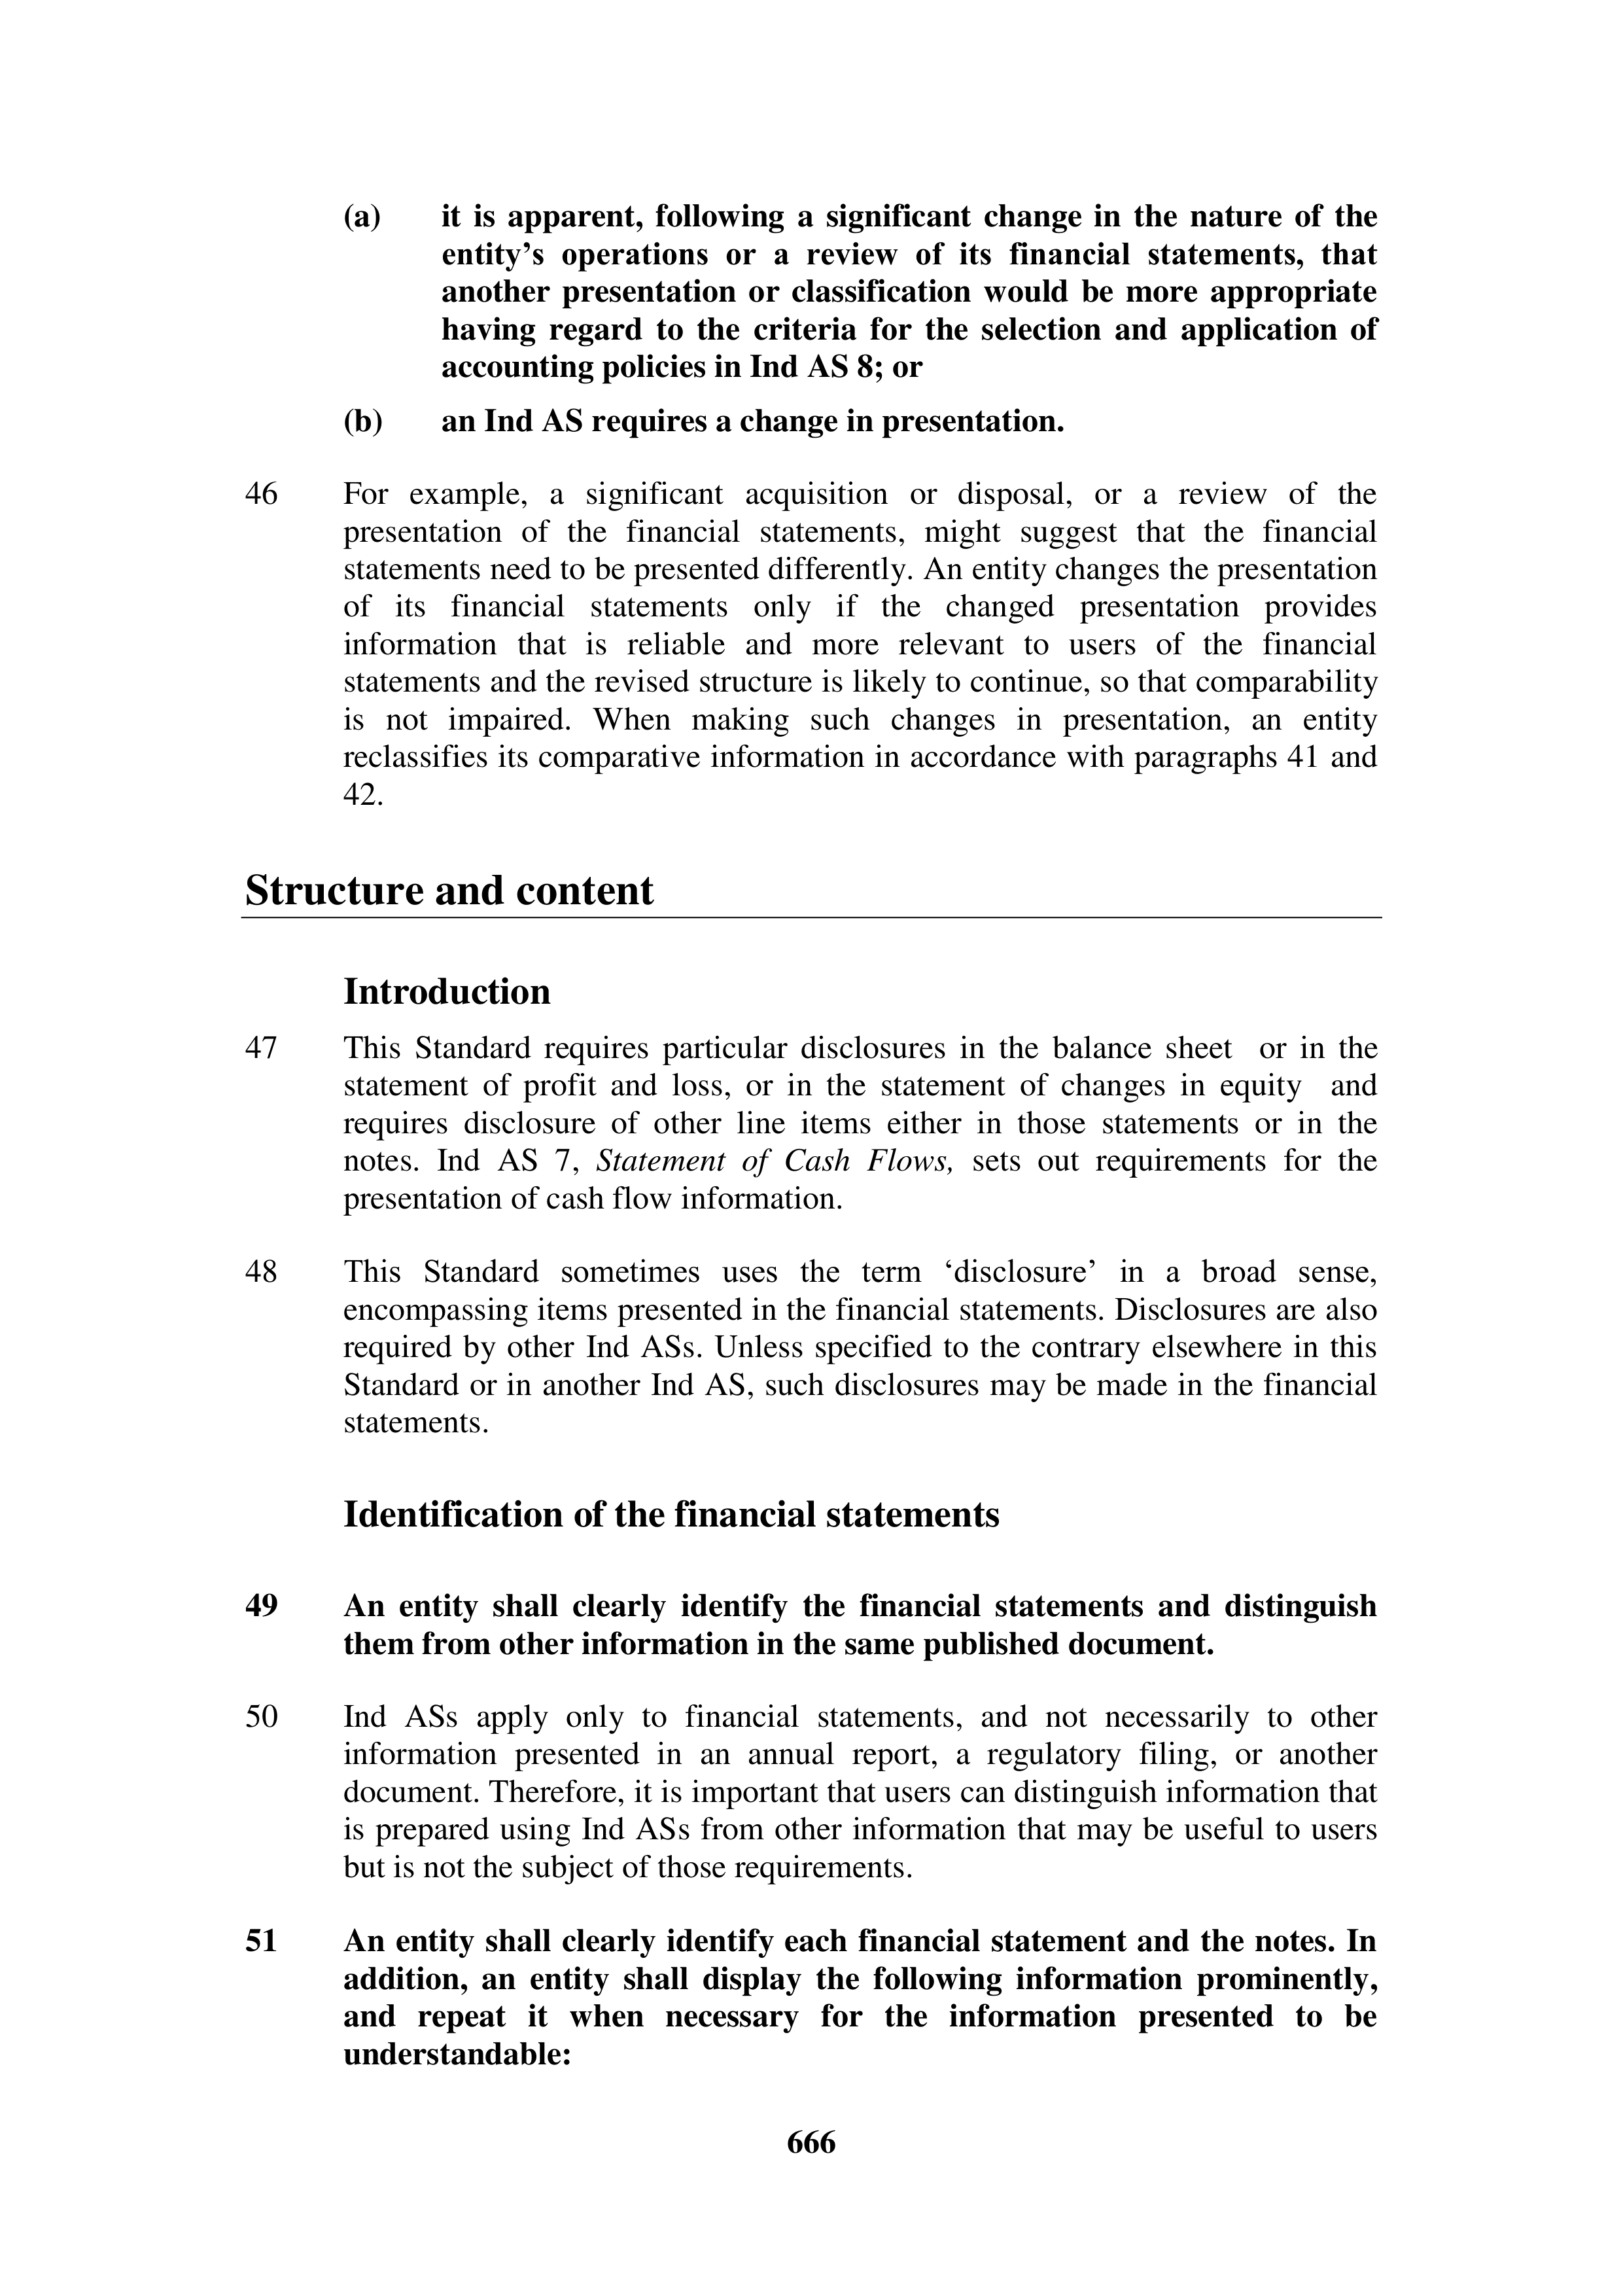 (a) it is apparent, following a significant change in the nature of the
entity’s operations or a review of its financial statements, that
another presentation or classification would be more appropriate
having regard to the criteria for the selection and application of
accounting policies in Ind AS 8; or
(b) an Ind AS requires a change in presentation.
46 For example, a significant acquisition or disposal, or a review of the
presentation of the financial statements, might suggest that the financial
statements need to be presented differently. An entity changes the presentation
of its financial statements only if the changed presentation provides
information that is reliable and more relevant to users of the financial
statements and the revised structure is likely to continue, so that comparability
is not impaired. When making such changes in presentation, an entity
reclassifies its comparative information in accordance with paragraphs 41 and
42.
Structure and content
Introduction
47 This Standard requires particular disclosures in the balance sheet or in the
statement of profit and loss, or in the statement of changes in equity and
requires disclosure of other line items either in those statements or in the
notes. Ind AS 7, Statement of Cash Flows, sets out requirements for the
presentation of cash flow information.
48 This Standard sometimes uses the term ‘disclosure’ in a broad sense,
encompassing items presented in the financial statements. Disclosures are also
required by other Ind ASs. Unless specified to the contrary elsewhere in this
Standard or in another Ind AS, such disclosures may be made in the financial
statements.
Identification of the financial statements
49 An entity shall clearly identify the financial statements and distinguish
them from other information in the same published document.
50 Ind ASs apply only to financial statements, and not necessarily to other
information presented in an annual report, a regulatory filing, or another
document. Therefore, it is important that users can distinguish information that
is prepared using Ind ASs from other information that may be useful to users
but is not the subject of those requirements.
51 An entity shall clearly identify each financial statement and the notes. In
addition, an entity shall display the following information prominently,
and repeat it when necessary for the information presented to be
understandable:
666